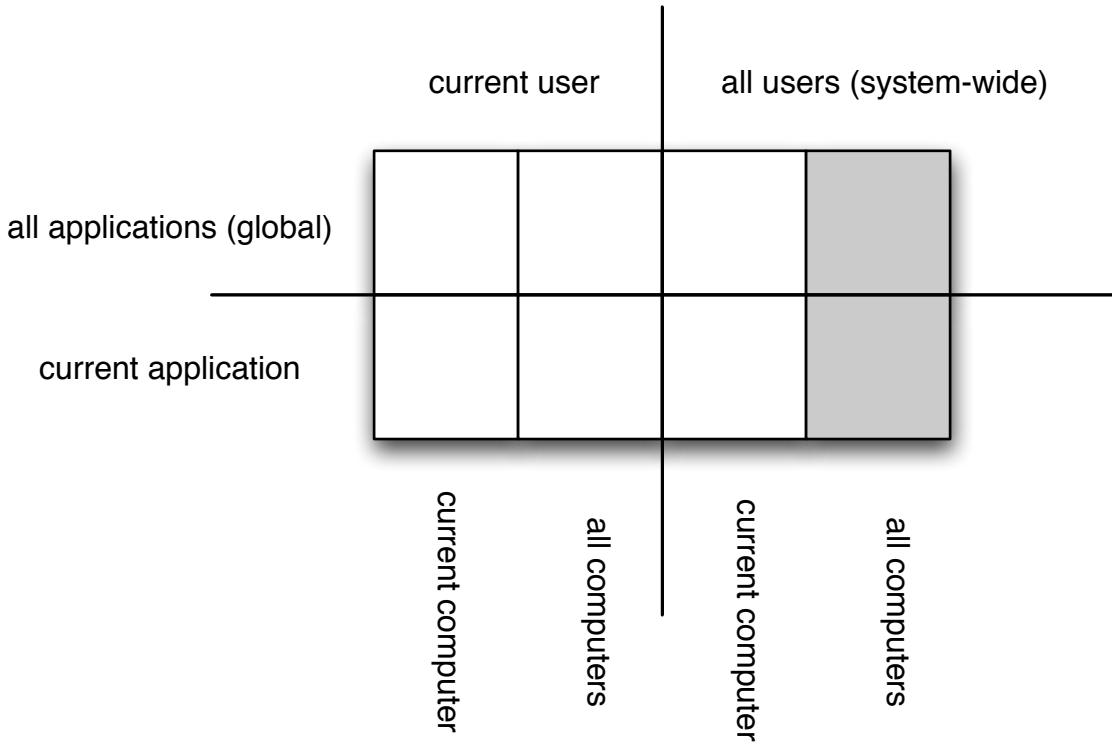 current user
all users (system-wide)
all applications (global)
current application
current computer
all computers
current computer
all computers